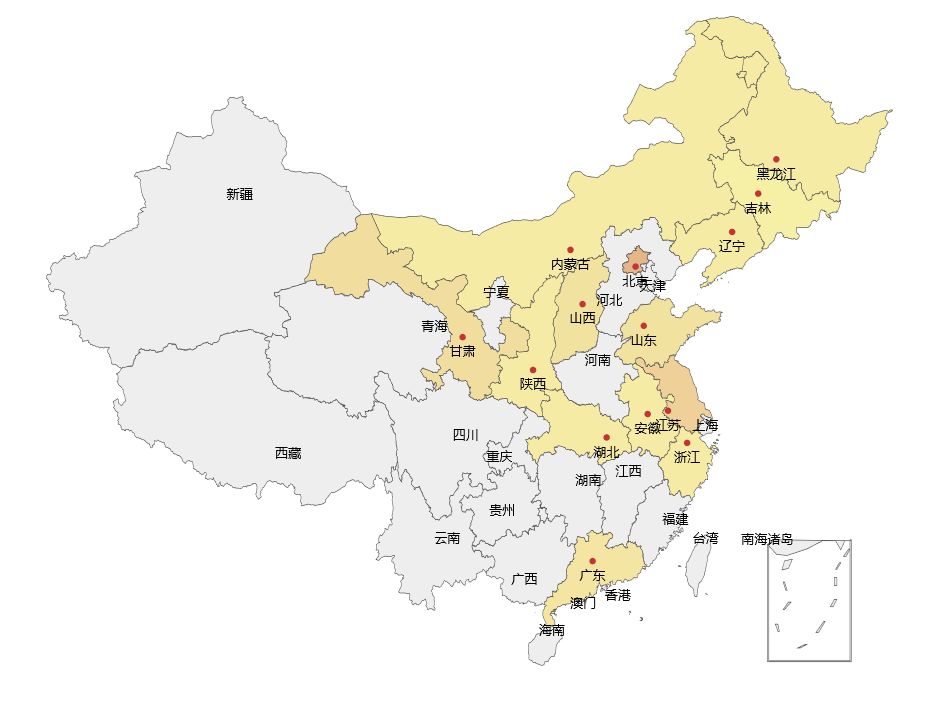 黑龙江
新疆
吉林
辽宁
内蒙古
北京
天津
宁夏
河北
山西
青海
山东
甘肃
河南
陕西
江苏
上海
安徽
四川
湖北
西藏
重庆
浙江
江西
湖南
贵州
福建
云南
台湾
南海诸岛
广东
广西
香港
澳门
海南